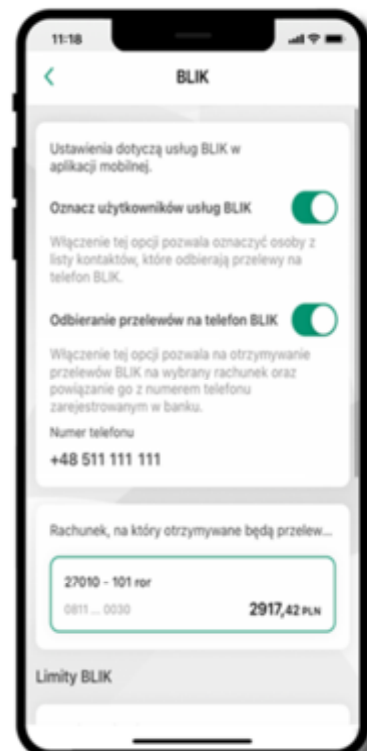 11:18
BLIK
Ustawienia dotyczą usług BLIK w
aplikacji mobilnej.
Oznacz użytkowników usług BLIK
Włączenie tej opcji pozwala oznaczyć osoby z
listy kontaktów, które odbierają przelewy na
telefon BLIK.
Odbieranie przelewów na telefon BLIK
Włączenie tej opcji pozwala na otrzymywanie
przelewów BLIK na wybrany rachunek oraz
powiązanie go z numerem telefonu
zarejestrowanym w banku.
Numer telefonu
+48 511 111 111
Rachunek, na który otrzymywane będą przelew...
27010 - 101 ror
0811 ... 0030 2917,42 PLN
Limity BLIK